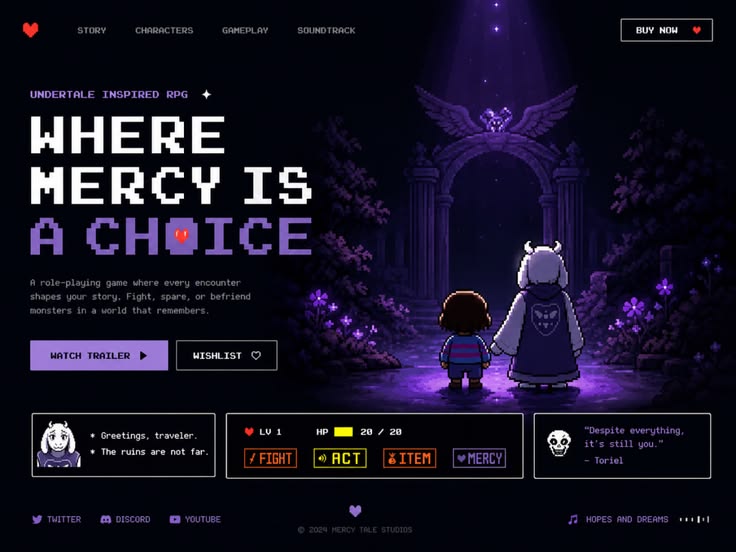 STORY CHARACTERS GAMEPLAY SOUNDTRACK BUY NOW
UNDERTALE INSPIRED RPG
WHERE
MERCY IS
A CHOICE
A role-playing game where every encounter
shapes your story. Fight, spare, or befriend
monsters in a world that remembers.
WATCH TRAILER WISHLIST
* Greetings, traveler.
* The ruins are not far.
LV 1 HP 20 / 20
FIGHT ACT ITEM MERCY
"Despite everything,
it's still you."
– Toriel
TWITTER DISCORD YOUTUBE
© 2024 MERCY TALE STUDIOS
HOPES AND DREAMS